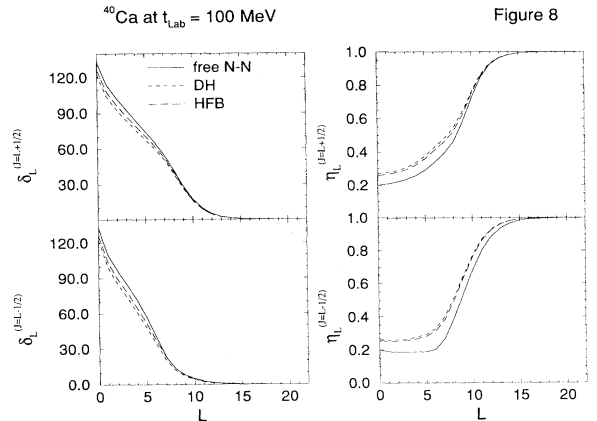 40Ca at tLab = 100 MeV
Figure 8
free N-N
DH
HFB
δL (J=L+1/2)
120.0
90.0
60.0
30.0
δL (J=L-1/2)
120.0
90.0
60.0
30.0
0.0
0 5 10 15 20
L
ηL (J=L+1/2)
1.0
0.8
0.6
0.4
0.2
ηL (J=L-1/2)
1.0
0.8
0.6
0.4
0.2
0.0
0 5 10 15 20
L